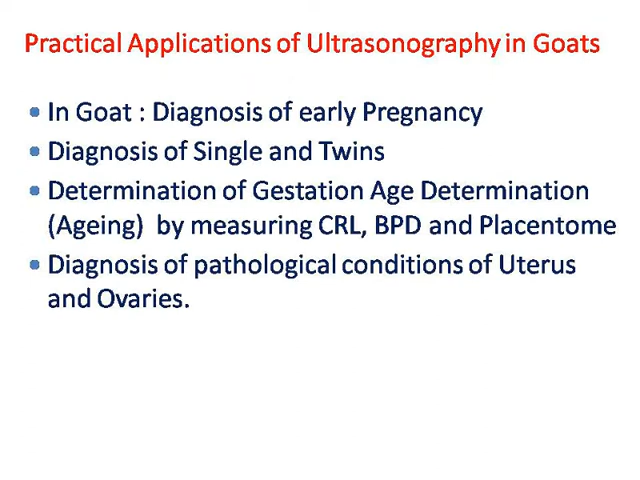 Practical Applications of Ultrasonography in Goats
• In Goat : Diagnosis of early Pregnancy
• Diagnosis of Single and Twins
• Determination of Gestation Age Determination
(Ageing) by measuring CRL, BPD and Placentome
• Diagnosis of pathological conditions of Uterus
and Ovaries.